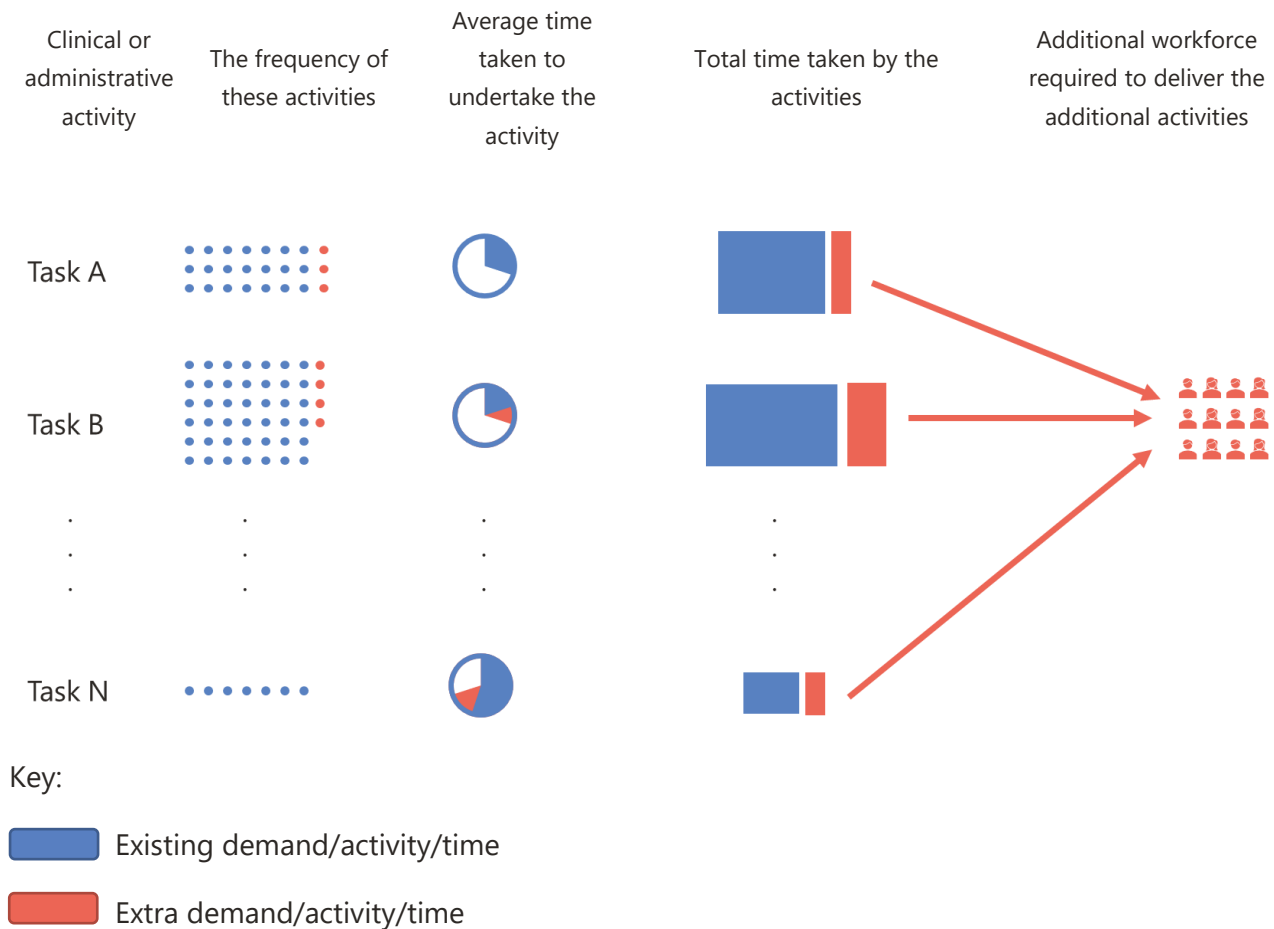 Clinical or
administrative
activity
The frequency of
these activities
Average time
taken to
undertake the
activity
Total time taken by the
activities
Additional workforce
required to deliver the
additional activities
Task A
Task B
. . . .
. . . .
. . . .
Task N
Key:
Existing demand/activity/time
Extra demand/activity/time